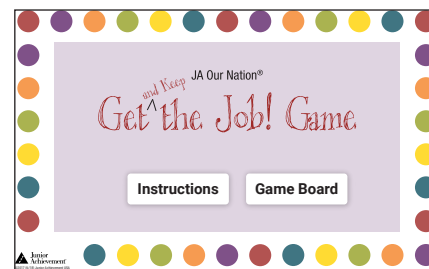 JA Our Nation®
and Keep
Get ^ the Job! Game
Instructions Game Board
Junior
Achievement®